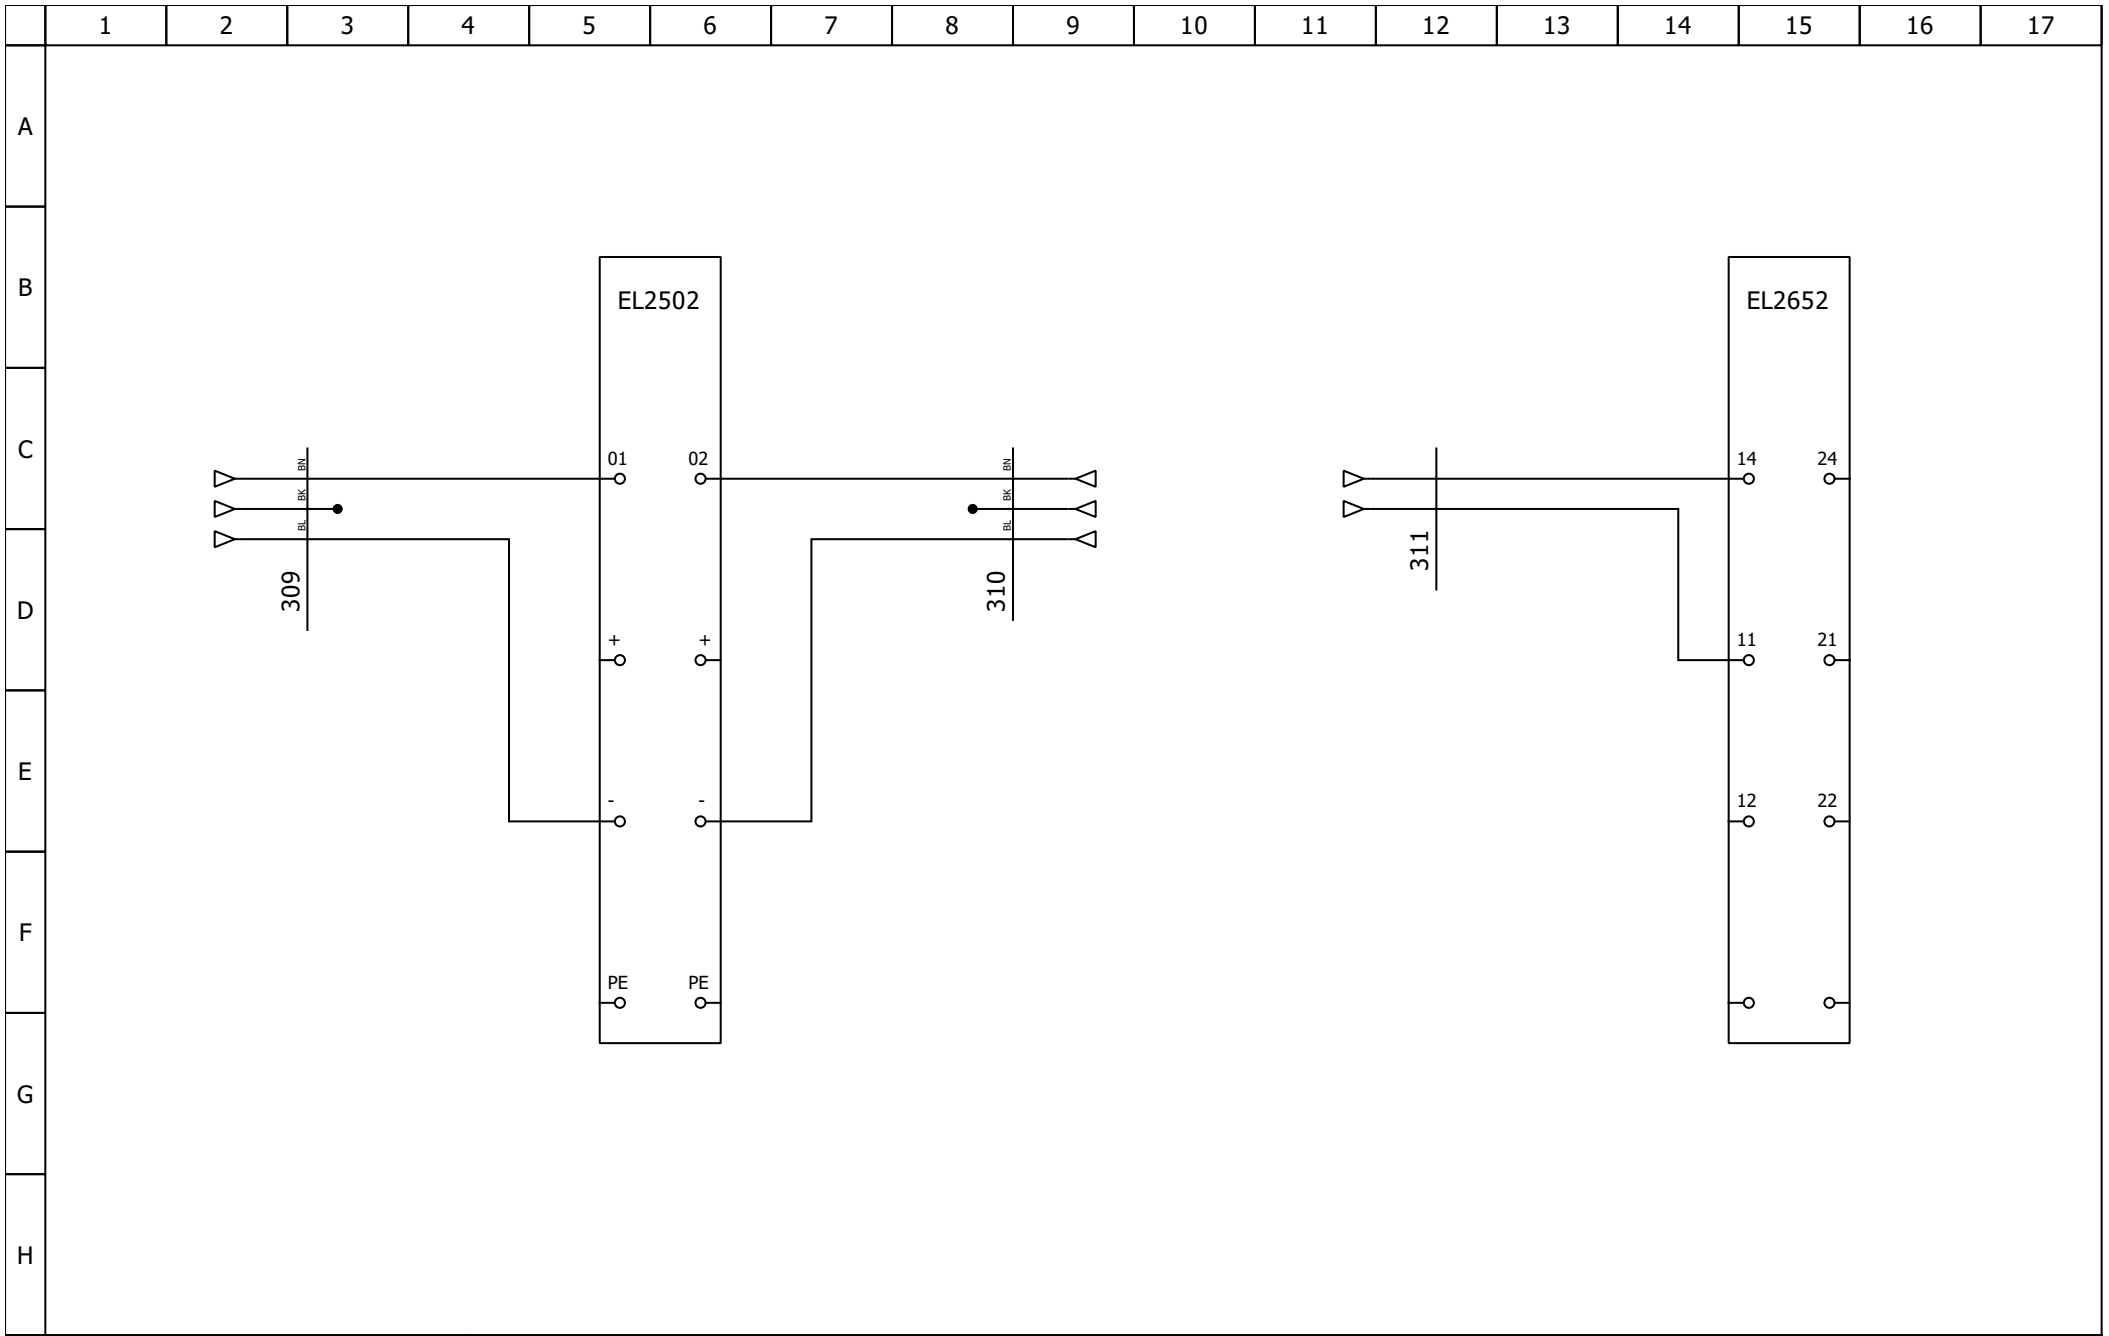 1 2 3 4 5 6 7 8 9 10 11 12 13 14 15 16 17
A
B
EL2502 EL2652
C
01 02 14 24
BN BN
BK BK
BL BL
309 310 311
D
+ + 11 21
E
- - 12 22
F
PE PE
G
H